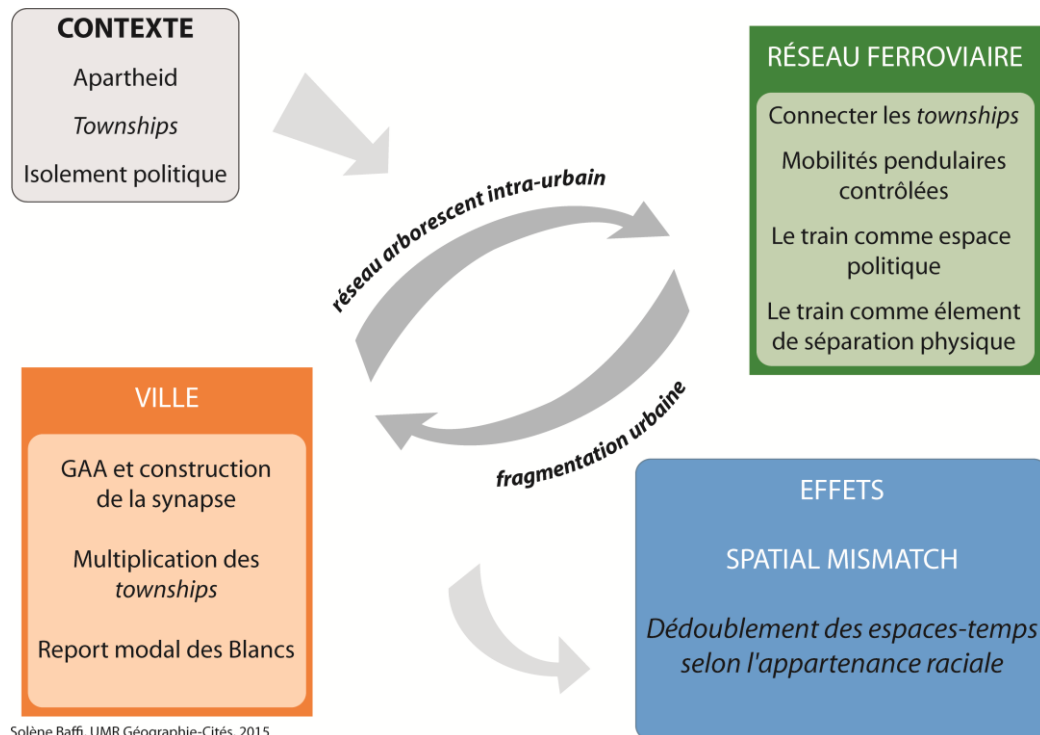 CONTEXTE
Apartheid
Townships
Isolement politique
RÉSEAU FERROVIAIRE
Connecter les townships
Mobilités pendulaires
contrôlées
Le train comme espace
politique
Le train comme élement
de séparation physique
réseau arborescent intra-urbain
fragmentation urbaine
VILLE
GAA et construction
de la synapse
Multiplication des
townships
Report modal des Blancs
EFFETS
SPATIAL MISMATCH
Dédoublement des espaces-temps
selon l'appartenance raciale
Solène Baffi, UMR Géographie-Cités, 2015